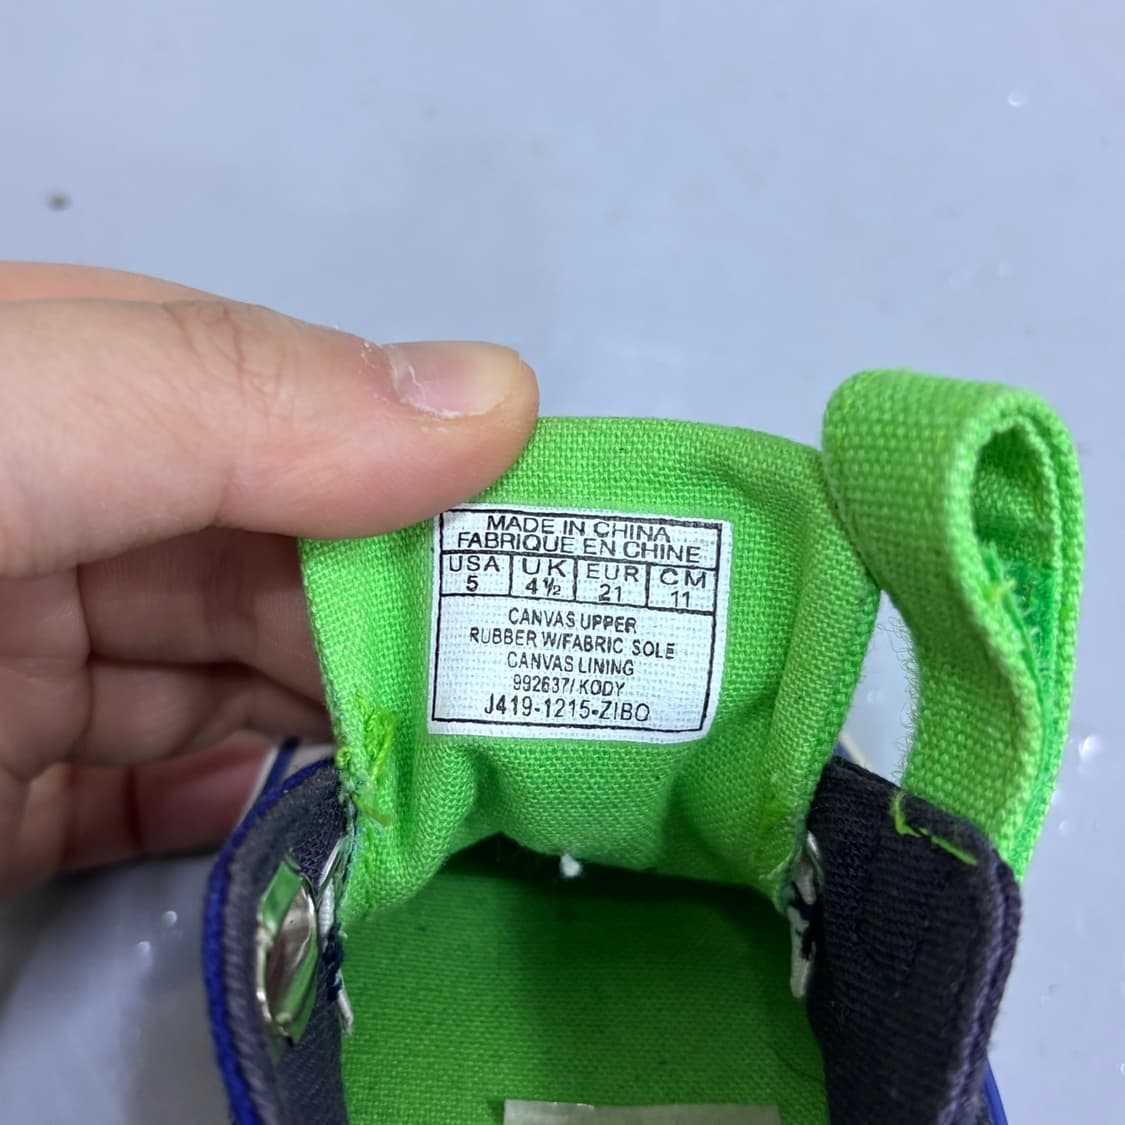 MADE IN CHINA
FABRIQUE EN CHINE
USA UK EUR CM
5 4½ 21 11
CANVAS UPPER
RUBBER W/FABRIC SOLE
CANVAS LINING
992637/ KODY
J419-1215-ZIBO